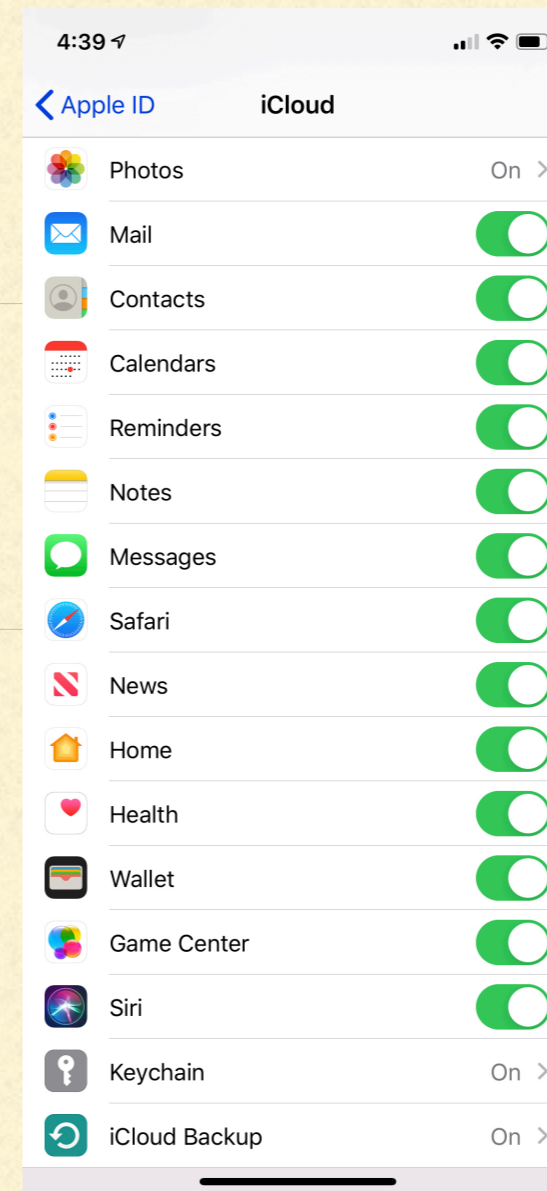 4:39
Apple ID
iCloud
Photos On
Mail
Contacts
Calendars
Reminders
Notes
Messages
Safari
News
Home
Health
Wallet
Game Center
Siri
Keychain On
iCloud Backup On